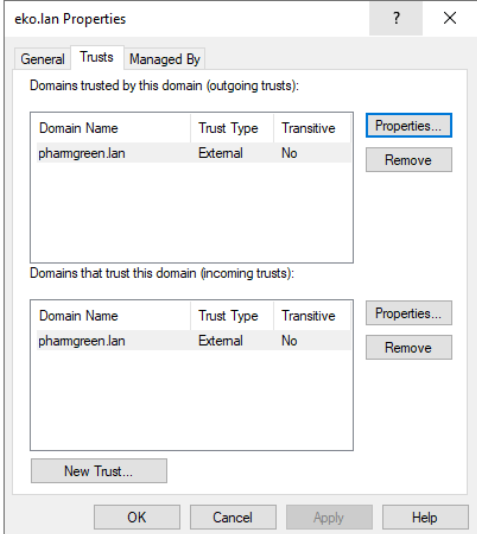 eko.lan Properties ? ×
General Trusts Managed By
Domains trusted by this domain (outgoing trusts):
Domain Name Trust Type Transitive Properties...
pharmgreen.lan External No
Remove
Domains that trust this domain (incoming trusts):
Domain Name Trust Type Transitive Properties...
pharmgreen.lan External No
Remove
New Trust...
OK Cancel Apply Help